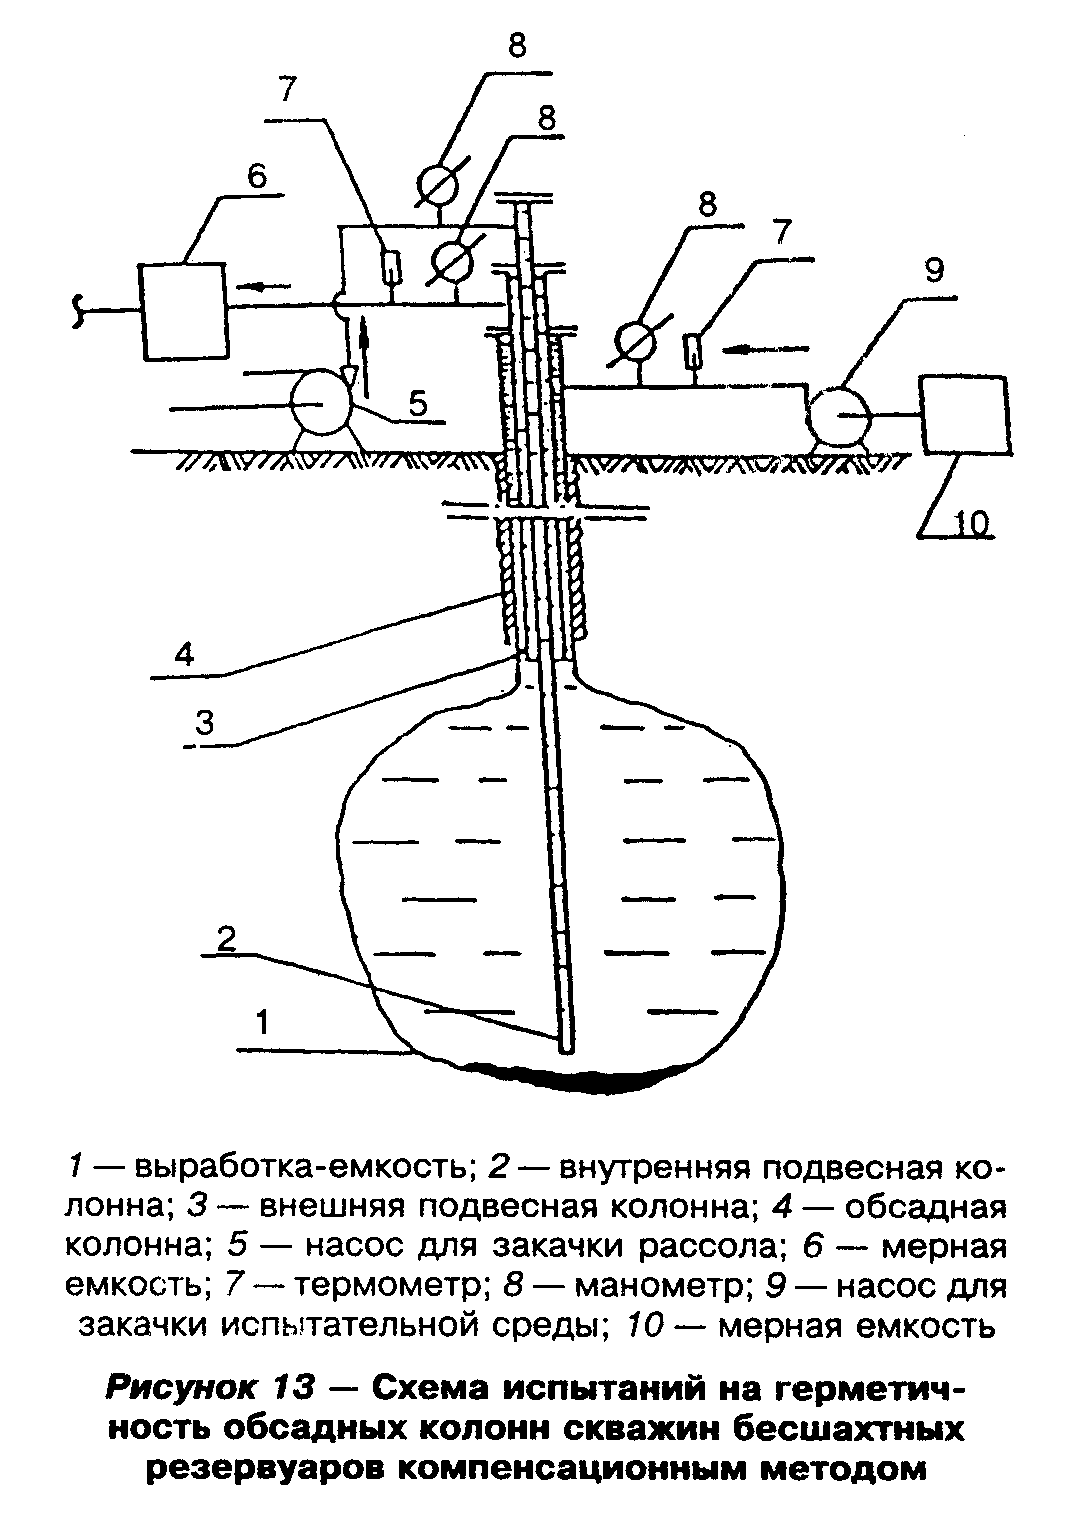 8
7
8
6
8
7
9
5
10
4
3
2
1
1 — выработка-емкость; 2 — внутренняя подвесная ко-
лонна; 3 — внешняя подвесная колонна; 4 — обсадная
колонна; 5 — насос для закачки рассола; 6 — мерная
емкость; 7 — термометр; 8 — манометр; 9 — насос для
закачки испытательной среды; 10 — мерная емкость
Рисунок 13 — Схема испытаний на герметич-
ность обсадных колонн скважин бесшахтных
резервуаров компенсационным методом